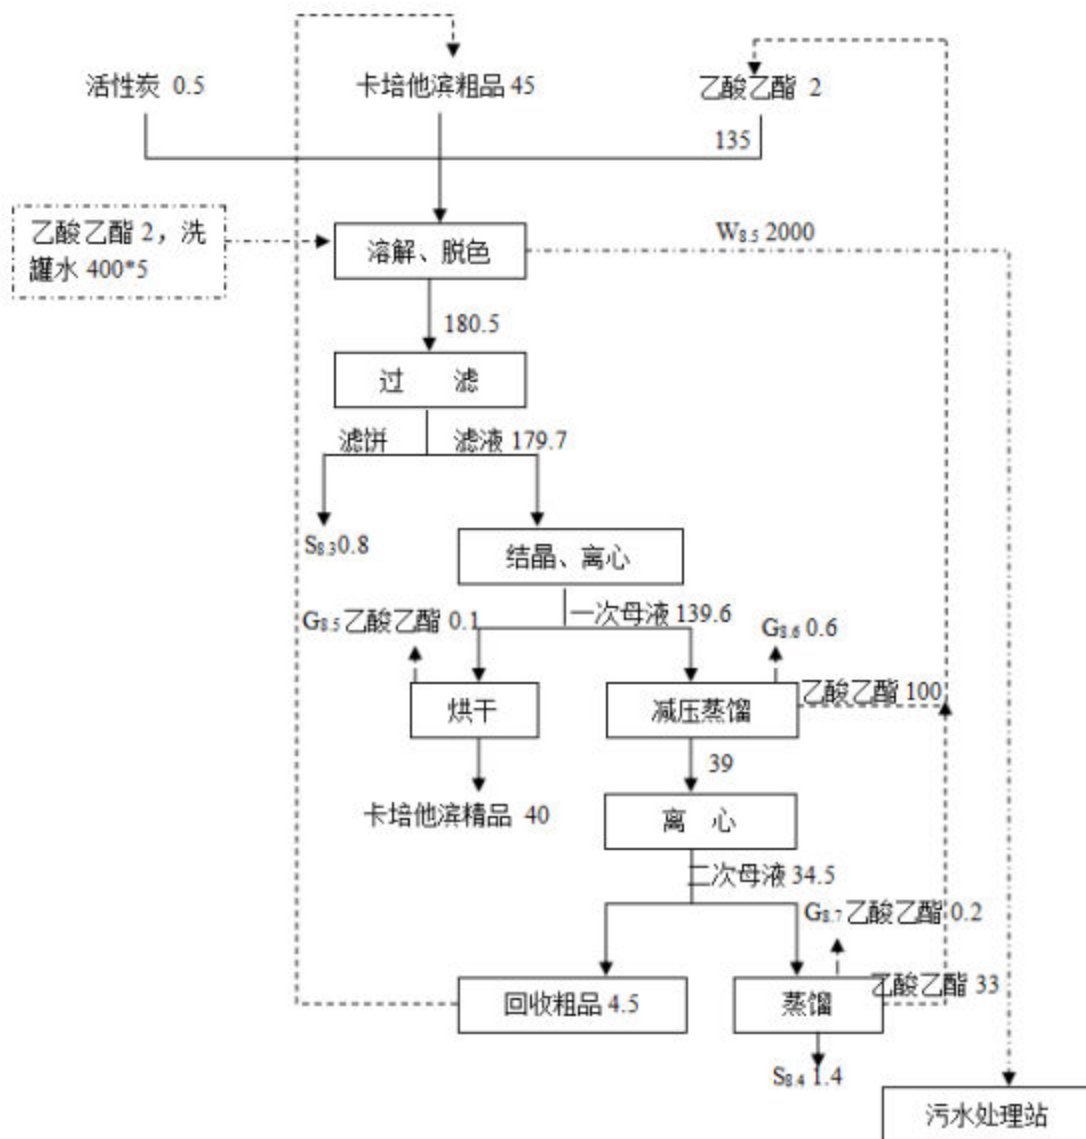 活性炭 0.5
卡培他滨粗品 45
乙酸乙酯 2
135
乙酸乙酯 2，洗
罐水 400*5
溶解、脱色
W8.5 2000
180.5
过 滤
滤饼
滤液 179.7
S8.3 0.8
结晶、离心
一次母液 139.6
G8.5 乙酸乙酯 0.1
G8.6 0.6
烘干
减压蒸馏
乙酸乙酯 100
39
卡培他滨精品 40
离 心
二次母液 34.5
G8.7 乙酸乙酯 0.2
回收粗品 4.5
蒸馏
乙酸乙酯 33
S8.4 1.4
污水处理站